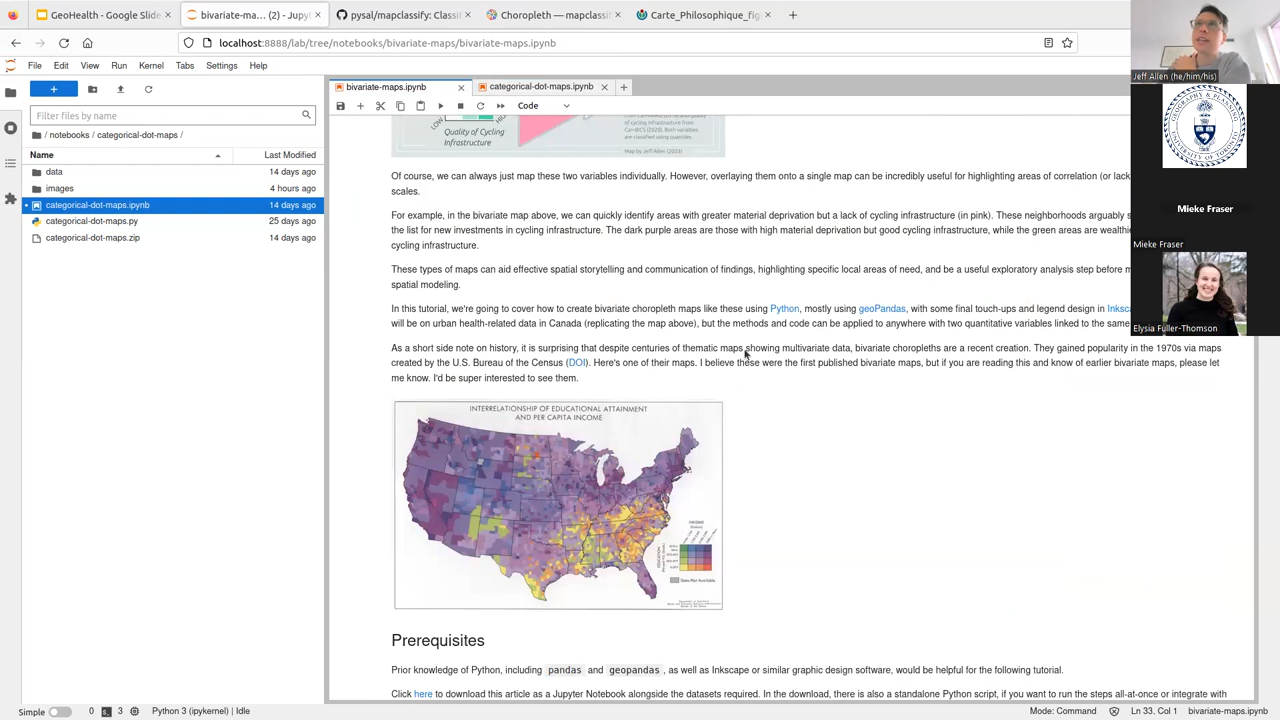 GeoHealth - Google Slide
bivariate-ma… (2) - Jupy
pysal/mapclassify: Classif
Choropleth — mapclassif
Carte_Philosophique_fig
localhost:8888/lab/tree/notebooks/bivariate-maps/bivariate-maps.ipynb
File Edit View Run Kernel Tabs Settings Help
Jeff Allen (he/him/his)
bivariate-maps.ipynb
categorical-dot-maps.ipynb
Code
Filter files by name
/ notebooks / categorical-dot-maps /
Name
Last Modified
data 14 days ago
images 4 hours ago
categorical-dot-maps.ipynb 14 days ago
categorical-dot-maps.py 25 days ago
categorical-dot-maps.zip 14 days ago
LOW
Quality of Cycling
Infrastructure
of cycling infrastructure from
Can-BICS (2020). Both variables
are classified using quantiles.
Map by Jeff Allen (2023)
Of course, we can always just map these two variables individually. However, overlaying them onto a single map can be incredibly useful for highlighting areas of correlation (or lack
scales.
For example, in the bivariate map above, we can quickly identify areas with greater material deprivation but a lack of cycling infrastructure (in pink). These neighborhoods arguably s
the list for new investments in cycling infrastructure. The dark purple areas are those with high material deprivation but good cycling infrastructure, while the green areas are wealthie
cycling infrastructure.
These types of maps can aid effective spatial storytelling and communication of findings, highlighting specific local areas of need, and be a useful exploratory analysis step before m
spatial modeling.
In this tutorial, we're going to cover how to create bivariate choropleth maps like these using Python, mostly using geoPandas, with some final touch-ups and legend design in Inksc
will be on urban health-related data in Canada (replicating the map above), but the methods and code can be applied to anywhere with two quantitative variables linked to the same
As a short side note on history, it is surprising that despite centuries of thematic maps showing multivariate data, bivariate choropleths are a recent creation. They gained popularity in the 1970s via maps
created by the U.S. Bureau of the Census (DOI). Here's one of their maps. I believe these were the first published bivariate maps, but if you are reading this and know of earlier bivariate maps, please let
me know. I'd be super interested to see them.
INTERRELATIONSHIP OF EDUCATIONAL ATTAINMENT
AND PER CAPITA INCOME
Prerequisites
Prior knowledge of Python, including pandas and geopandas, as well as Inkscape or similar graphic design software, would be helpful for the following tutorial.
Click here to download this article as a Jupyter Notebook alongside the datasets required. In the download, there is also a standalone Python script, if you want to run the steps all-at-once or integrate with
Mieke Fraser
Mieke Fraser
Elysia Fuller-Thomson
Simple 0 3 Python 3 (ipykernel) | Idle
Mode: Command Ln 33, Col 1 bivariate-maps.ipynb